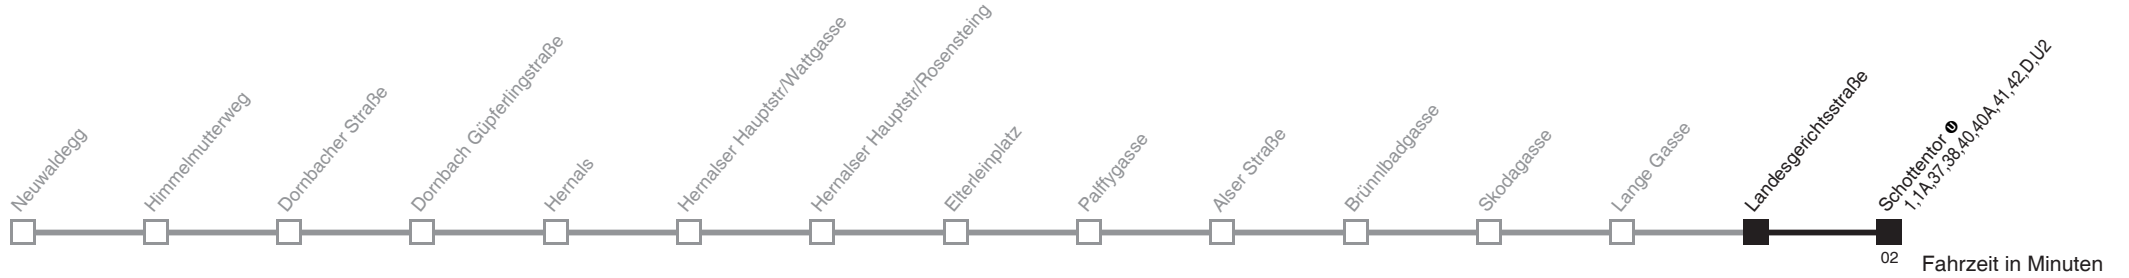 Neuwaldegg
Himmelmutterweg
Dornbacher Straße
Dornbach Güpferlingstraße
Hernals
Hernalser Hauptstr/Wattgasse
Hernalser Hauptstr/Rosensteing
Elterleinplatz
Palffygasse
Alser Straße
Brünnlbadgasse
Skodagasse
Lange Gasse
Landesgerichtsstraße
Schottentor U
1,1A,37,38,40,40A,41,42,D,U2
02
Fahrzeit in Minuten